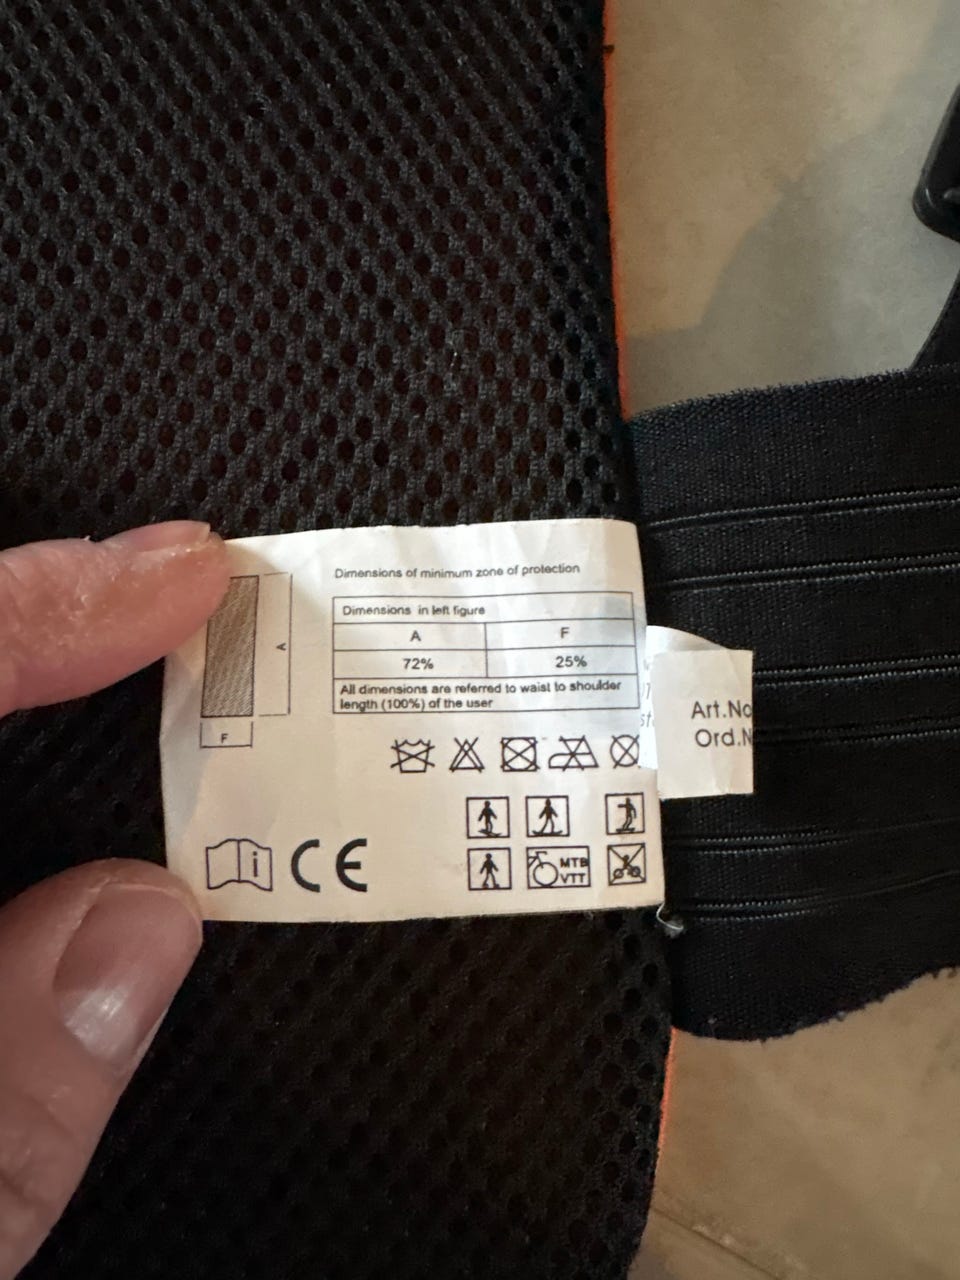 Dimensions of minimum zone of protection
Dimensions in left figure
A F
72% 25%
All dimensions are referred to waist to shoulder
length (100%) of the user
A
F
Art.No
Ord.N
i CE
MTB
VTT